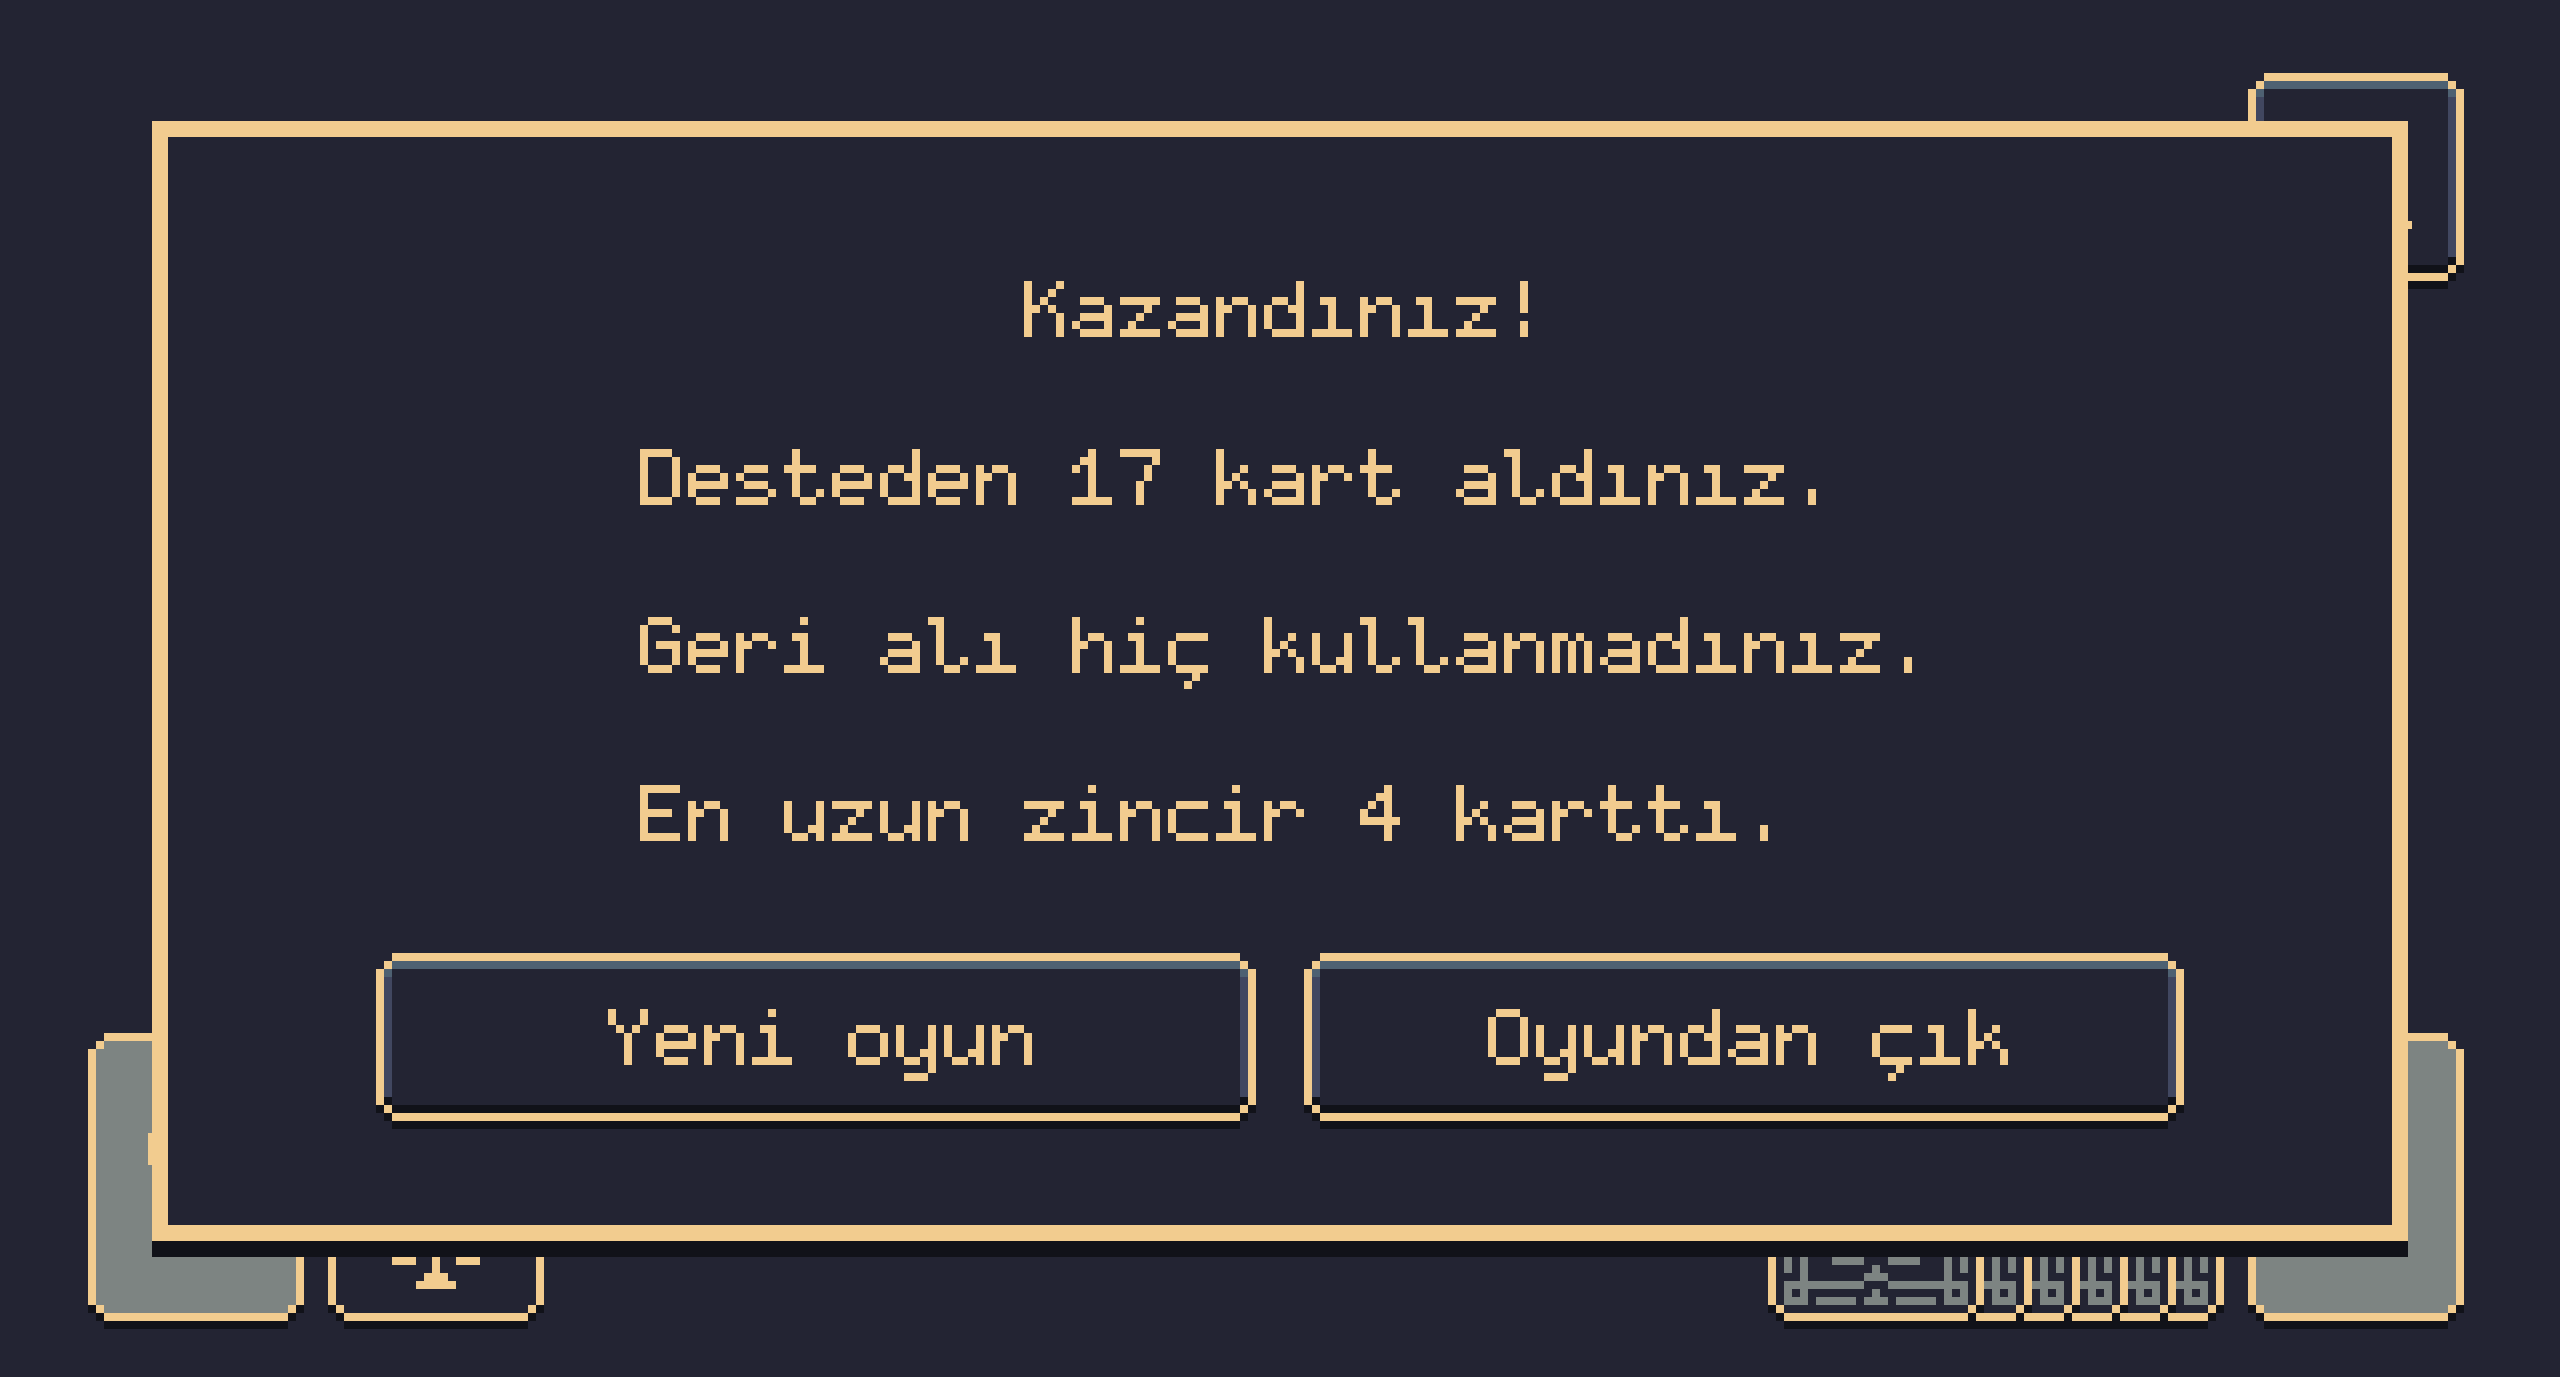 Kazandınız!
Desteden 17 kart aldınız.
Geri alı hiç kullanmadınız.
En uzun zincir 4 karttı.
Yeni oyun
Oyundan çık